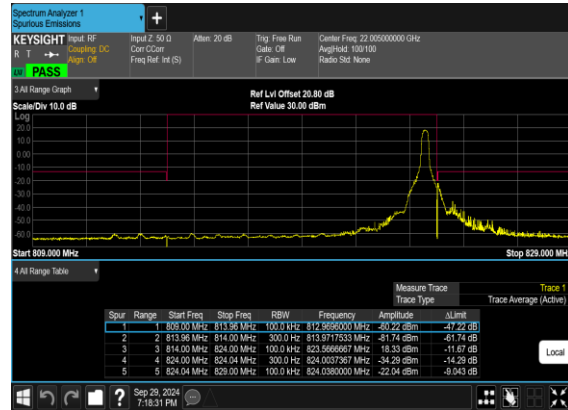 Spectrum Analyzer 1
Spurious Emissions
KEYSIGHT Input: RF Input Z: 50 Ω Atten: 20 dB Trig: Free Run Center Freq: 22.005000000 GHz
R T Coupling: DC Corr CCorr Gate: Off Avg|Hold: 100/100
Align: Off Freq Ref: Int (S) IF Gain: Low Radio Std: None
LW PASS
3 All Range Graph
Ref Lvl Offset 20.80 dB
Scale/Div 10.0 dB Ref Value 30.00 dBm
Log
20.0
10.0
0.00
-10.0
-20.0
-30.0
-40.0
-50.0
-60.0
Start 809.000 MHz Stop 829.000 MHz
4 All Range Table
Measure Trace Trace 1
Trace Type Trace Average (Active)
Spur Range Start Freq Stop Freq RBW Frequency Amplitude ΔLimit
1 1 809.00 MHz 813.96 MHz 100.0 kHz 812.9696000 MHz -60.22 dBm -47.22 dB
2 2 813.96 MHz 814.00 MHz 300.0 Hz 813.9717533 MHz -81.74 dBm -61.74 dB
3 3 814.00 MHz 824.00 MHz 100.0 kHz 823.5666667 MHz 18.33 dBm -11.67 dB
4 4 824.00 MHz 824.04 MHz 300.0 Hz 824.0037367 MHz -34.29 dBm -14.29 dB
5 5 824.04 MHz 829.00 MHz 100.0 kHz 824.0380000 MHz -22.04 dBm -9.043 dB
Local
? Sep 29, 2024
7:18:31 PM